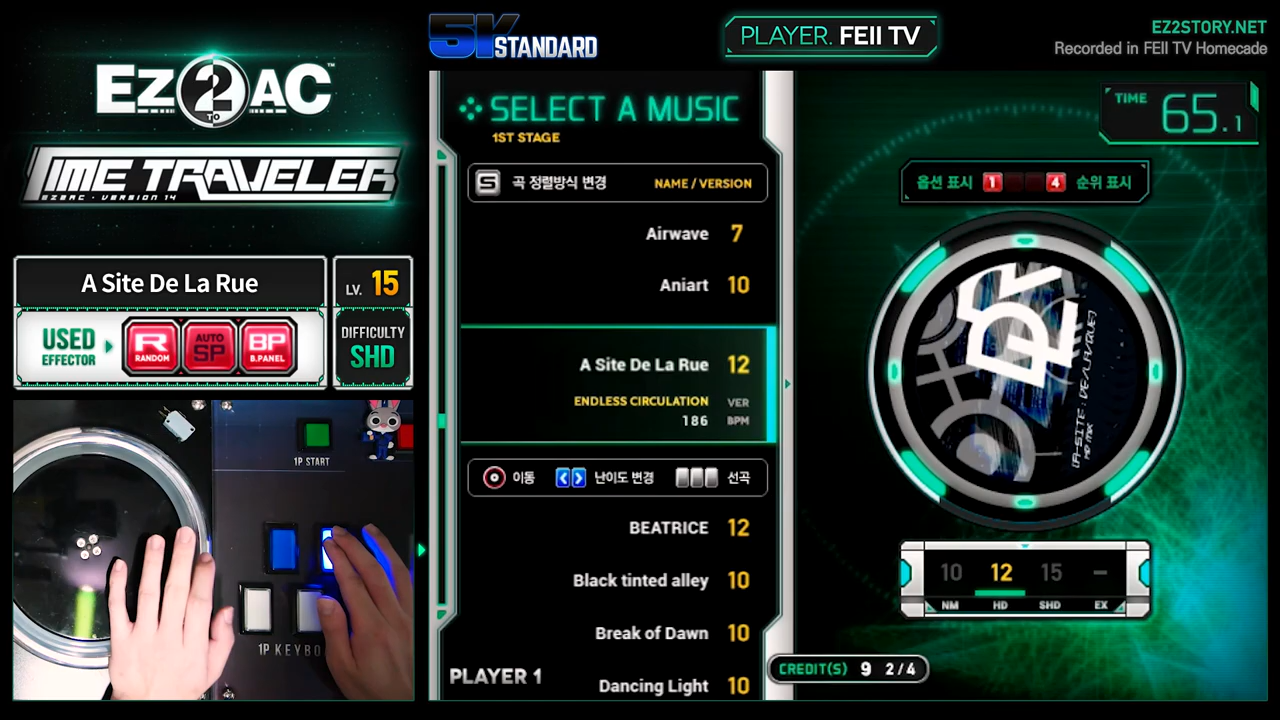 EZ2AC™
TO
TIME TRAVELER
EZ2AC - VERSION 14
A Site De La Rue
LV. 15
USED
EFFECTOR
R
RANDOM
AUTO
SP
BP
B.PANEL
DIFFICULTY
SHD
1P START
1P KEYBO
5K STANDARD
PLAYER. FEII TV
EZ2STORY.NET
Recorded in FEII TV Homecade
SELECT A MUSIC
1ST STAGE
S 곡 정렬방식 변경 NAME / VERSION
Airwave 7
Aniart 10
A Site De La Rue 12
ENDLESS CIRCULATION VER
186 BPM
이동 난이도 변경 선곡
BEATRICE 12
Black tinted alley 10
Break of Dawn 10
Dancing Light 10
PLAYER 1
CREDIT(S) 9 2/4
TIME 65.1
옵션 표시 1 4 순위 표시
10 12 15 –
NM HD SHD EX